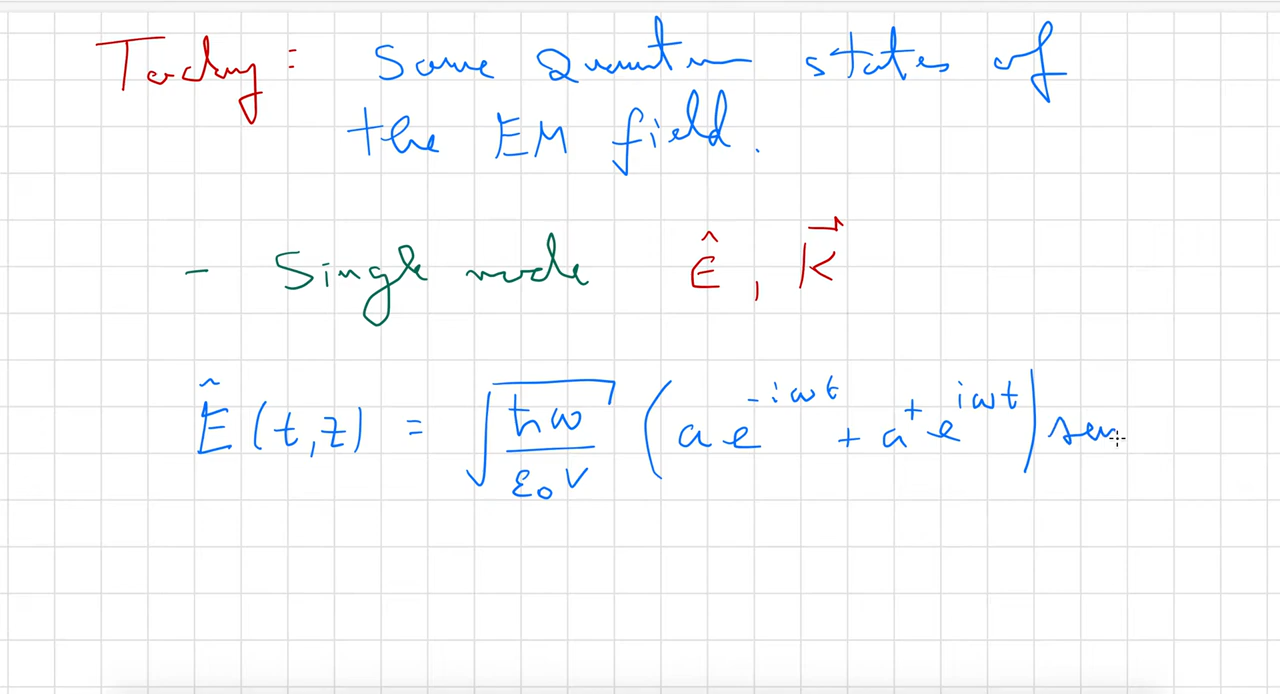 Today: Some Quantum states of
the EM field.
- Single mode ε̂, K⃗
Ê(t,z) = √(ħω/ε₀V) (a e^{-iωt} + a⁺ e^{iωt}) sen